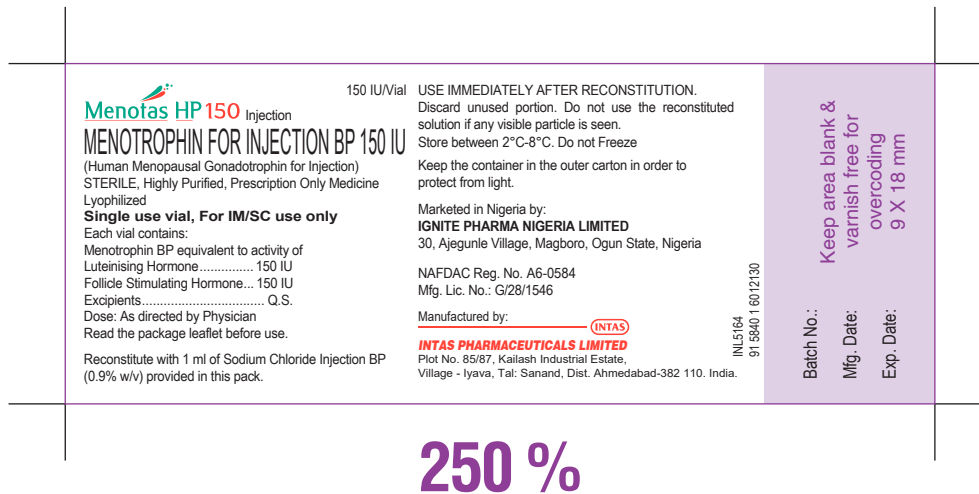 Menotas HP 150 Injection
150 IU/Vial
MENOTROPHIN FOR INJECTION BP 150 IU
(Human Menopausal Gonadotrophin for Injection)
STERILE, Highly Purified, Prescription Only Medicine
Lyophilized
Single use vial, For IM/SC use only
Each vial contains:
Menotrophin BP equivalent to activity of
Luteinising Hormone............... 150 IU
Follicle Stimulating Hormone... 150 IU
Excipients.................................. Q.S.
Dose: As directed by Physician
Read the package leaflet before use.
Reconstitute with 1 ml of Sodium Chloride Injection BP
(0.9% w/v) provided in this pack.
USE IMMEDIATELY AFTER RECONSTITUTION.
Discard unused portion. Do not use the reconstituted
solution if any visible particle is seen.
Store between 2°C-8°C. Do not Freeze
Keep the container in the outer carton in order to
protect from light.
Marketed in Nigeria by:
IGNITE PHARMA NIGERIA LIMITED
30, Ajegunle Village, Magboro, Ogun State, Nigeria
NAFDAC Reg. No. A6-0584
Mfg. Lic. No.: G/28/1546
Manufactured by:
INTAS
INTAS PHARMACEUTICALS LIMITED
Plot No. 85/87, Kailash Industrial Estate,
Village - Iyava, Tal: Sanand, Dist. Ahmedabad-382 110. India.
INL5164
91 5840 1 6012130
Keep area blank &
varnish free for
overcoding
9 X 18 mm
Batch No.:
Mfg. Date:
Exp. Date:
250 %